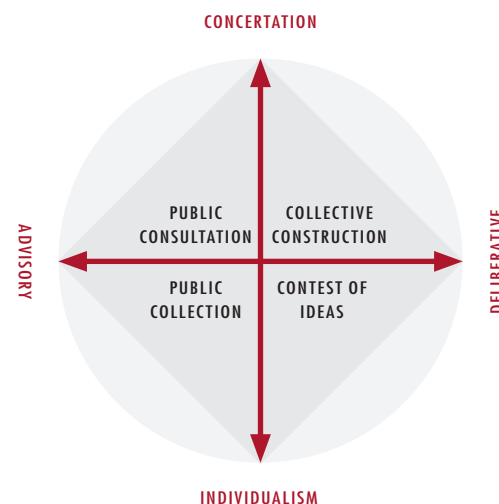 CONCERTATION
PUBLIC
CONSULTATION
COLLECTIVE
CONSTRUCTION
ADVISORY
DELIBERATIVE
PUBLIC
COLLECTION
CONTEST OF
IDEAS
INDIVIDUALISM